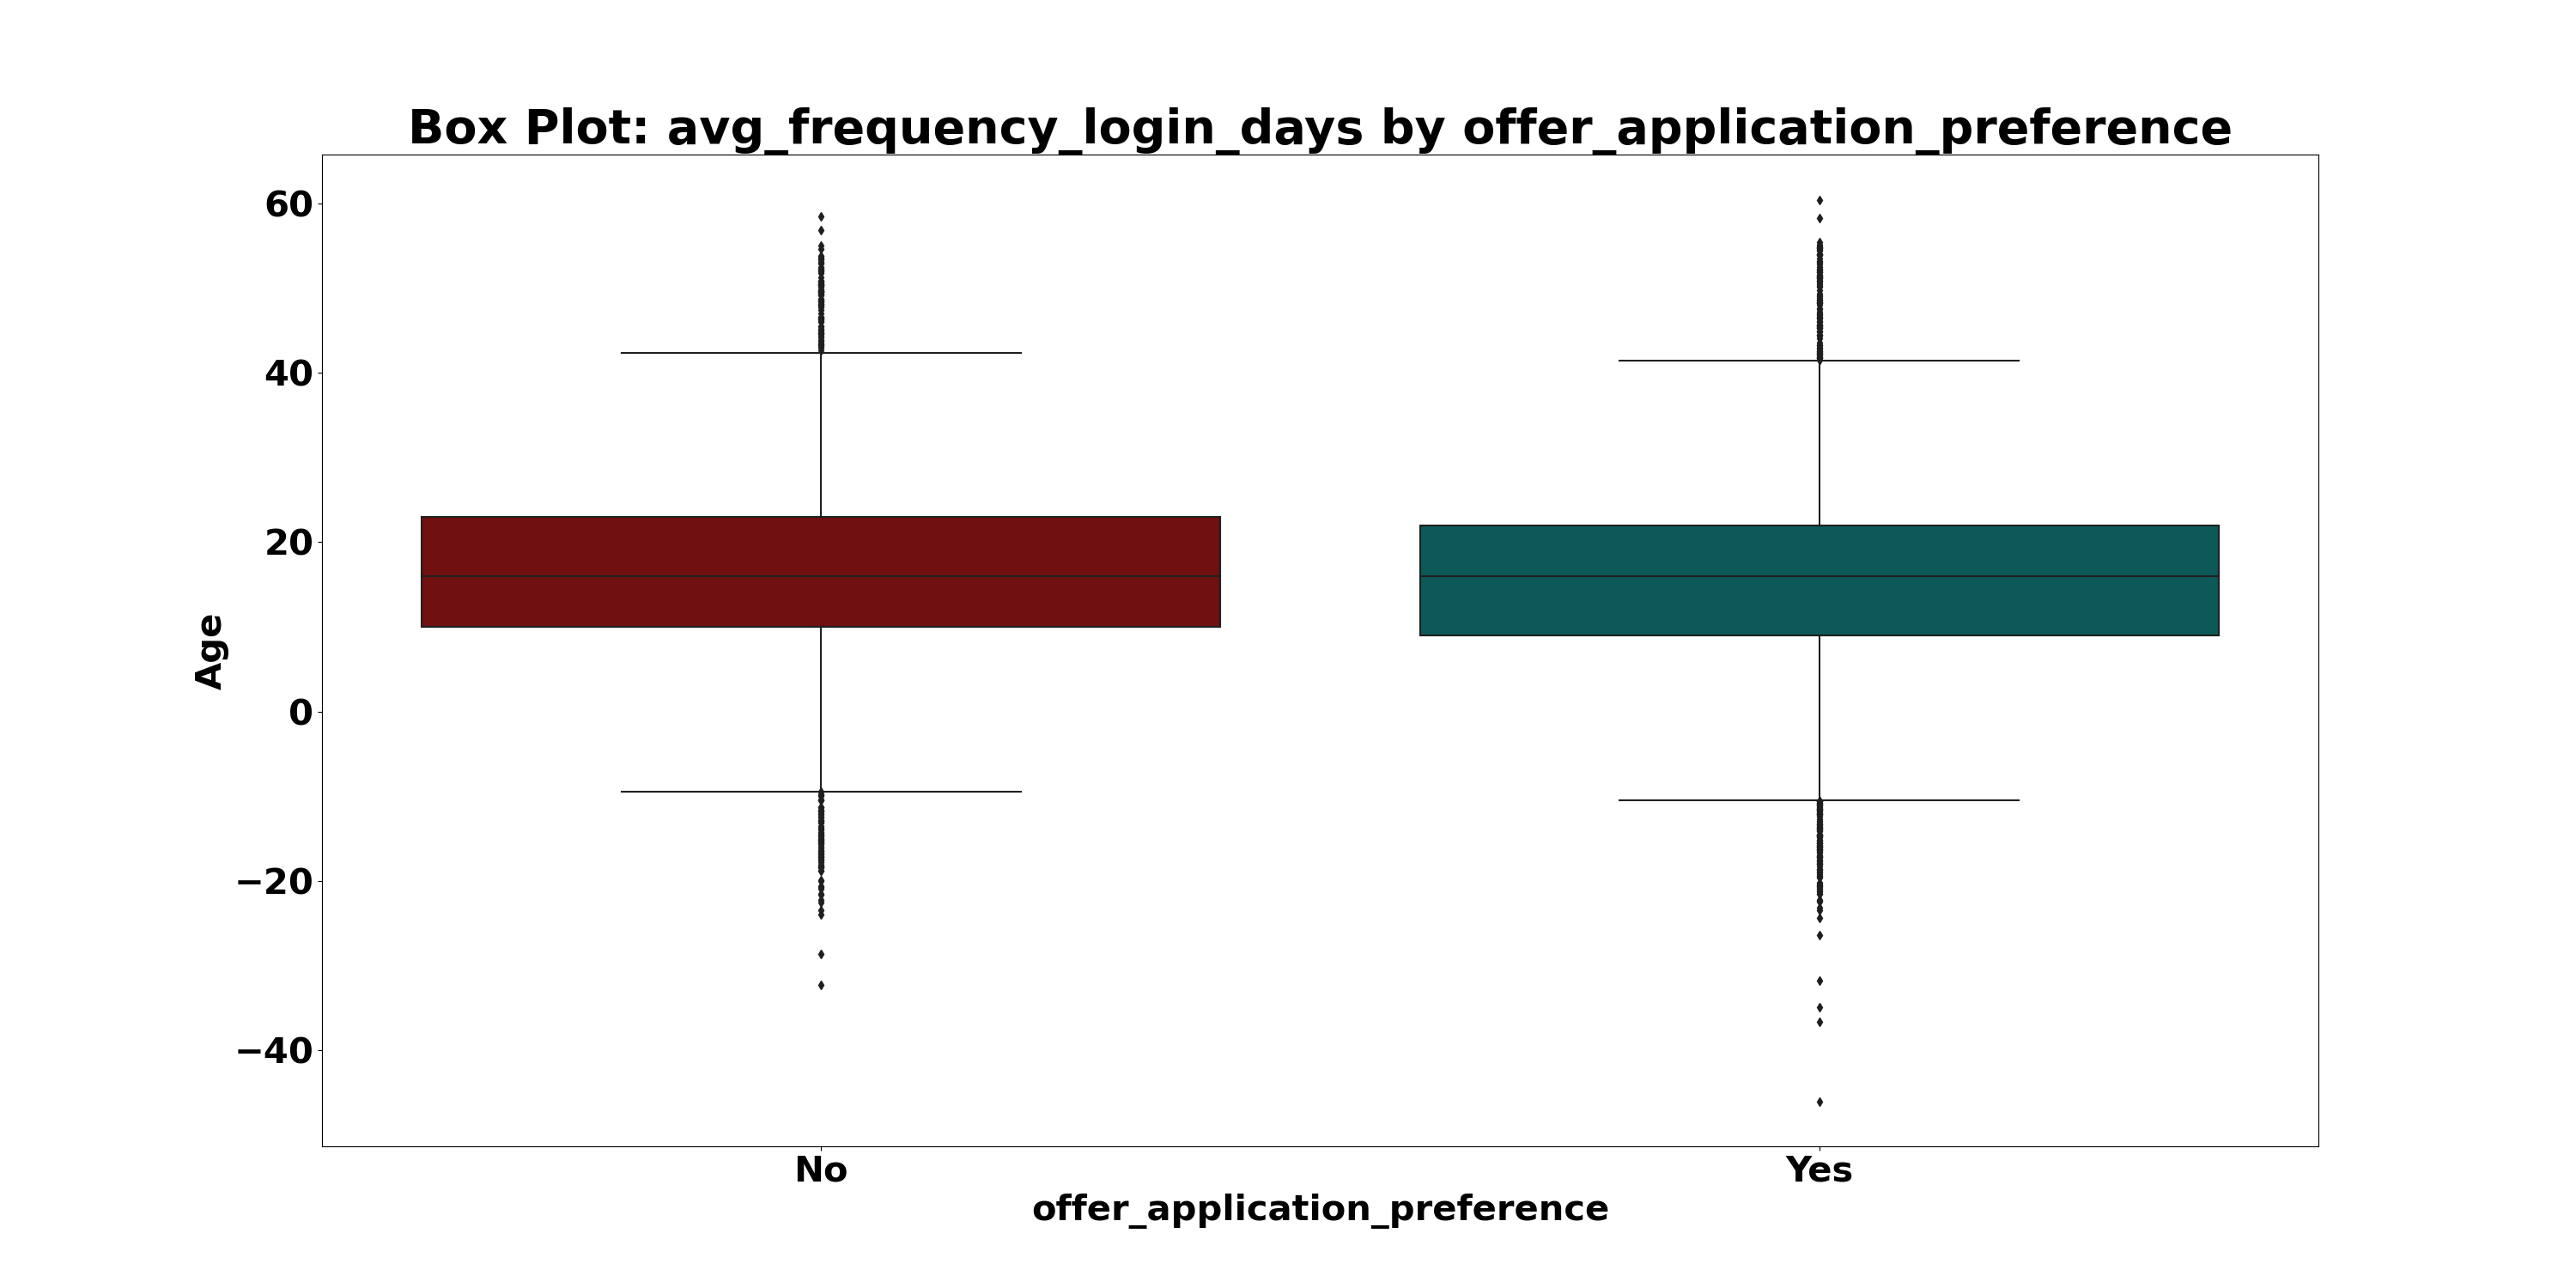 Box Plot: avg_frequency_login_days by offer_application_preference
60
40
20
0
−20
−40
Age
No Yes
offer_application_preference